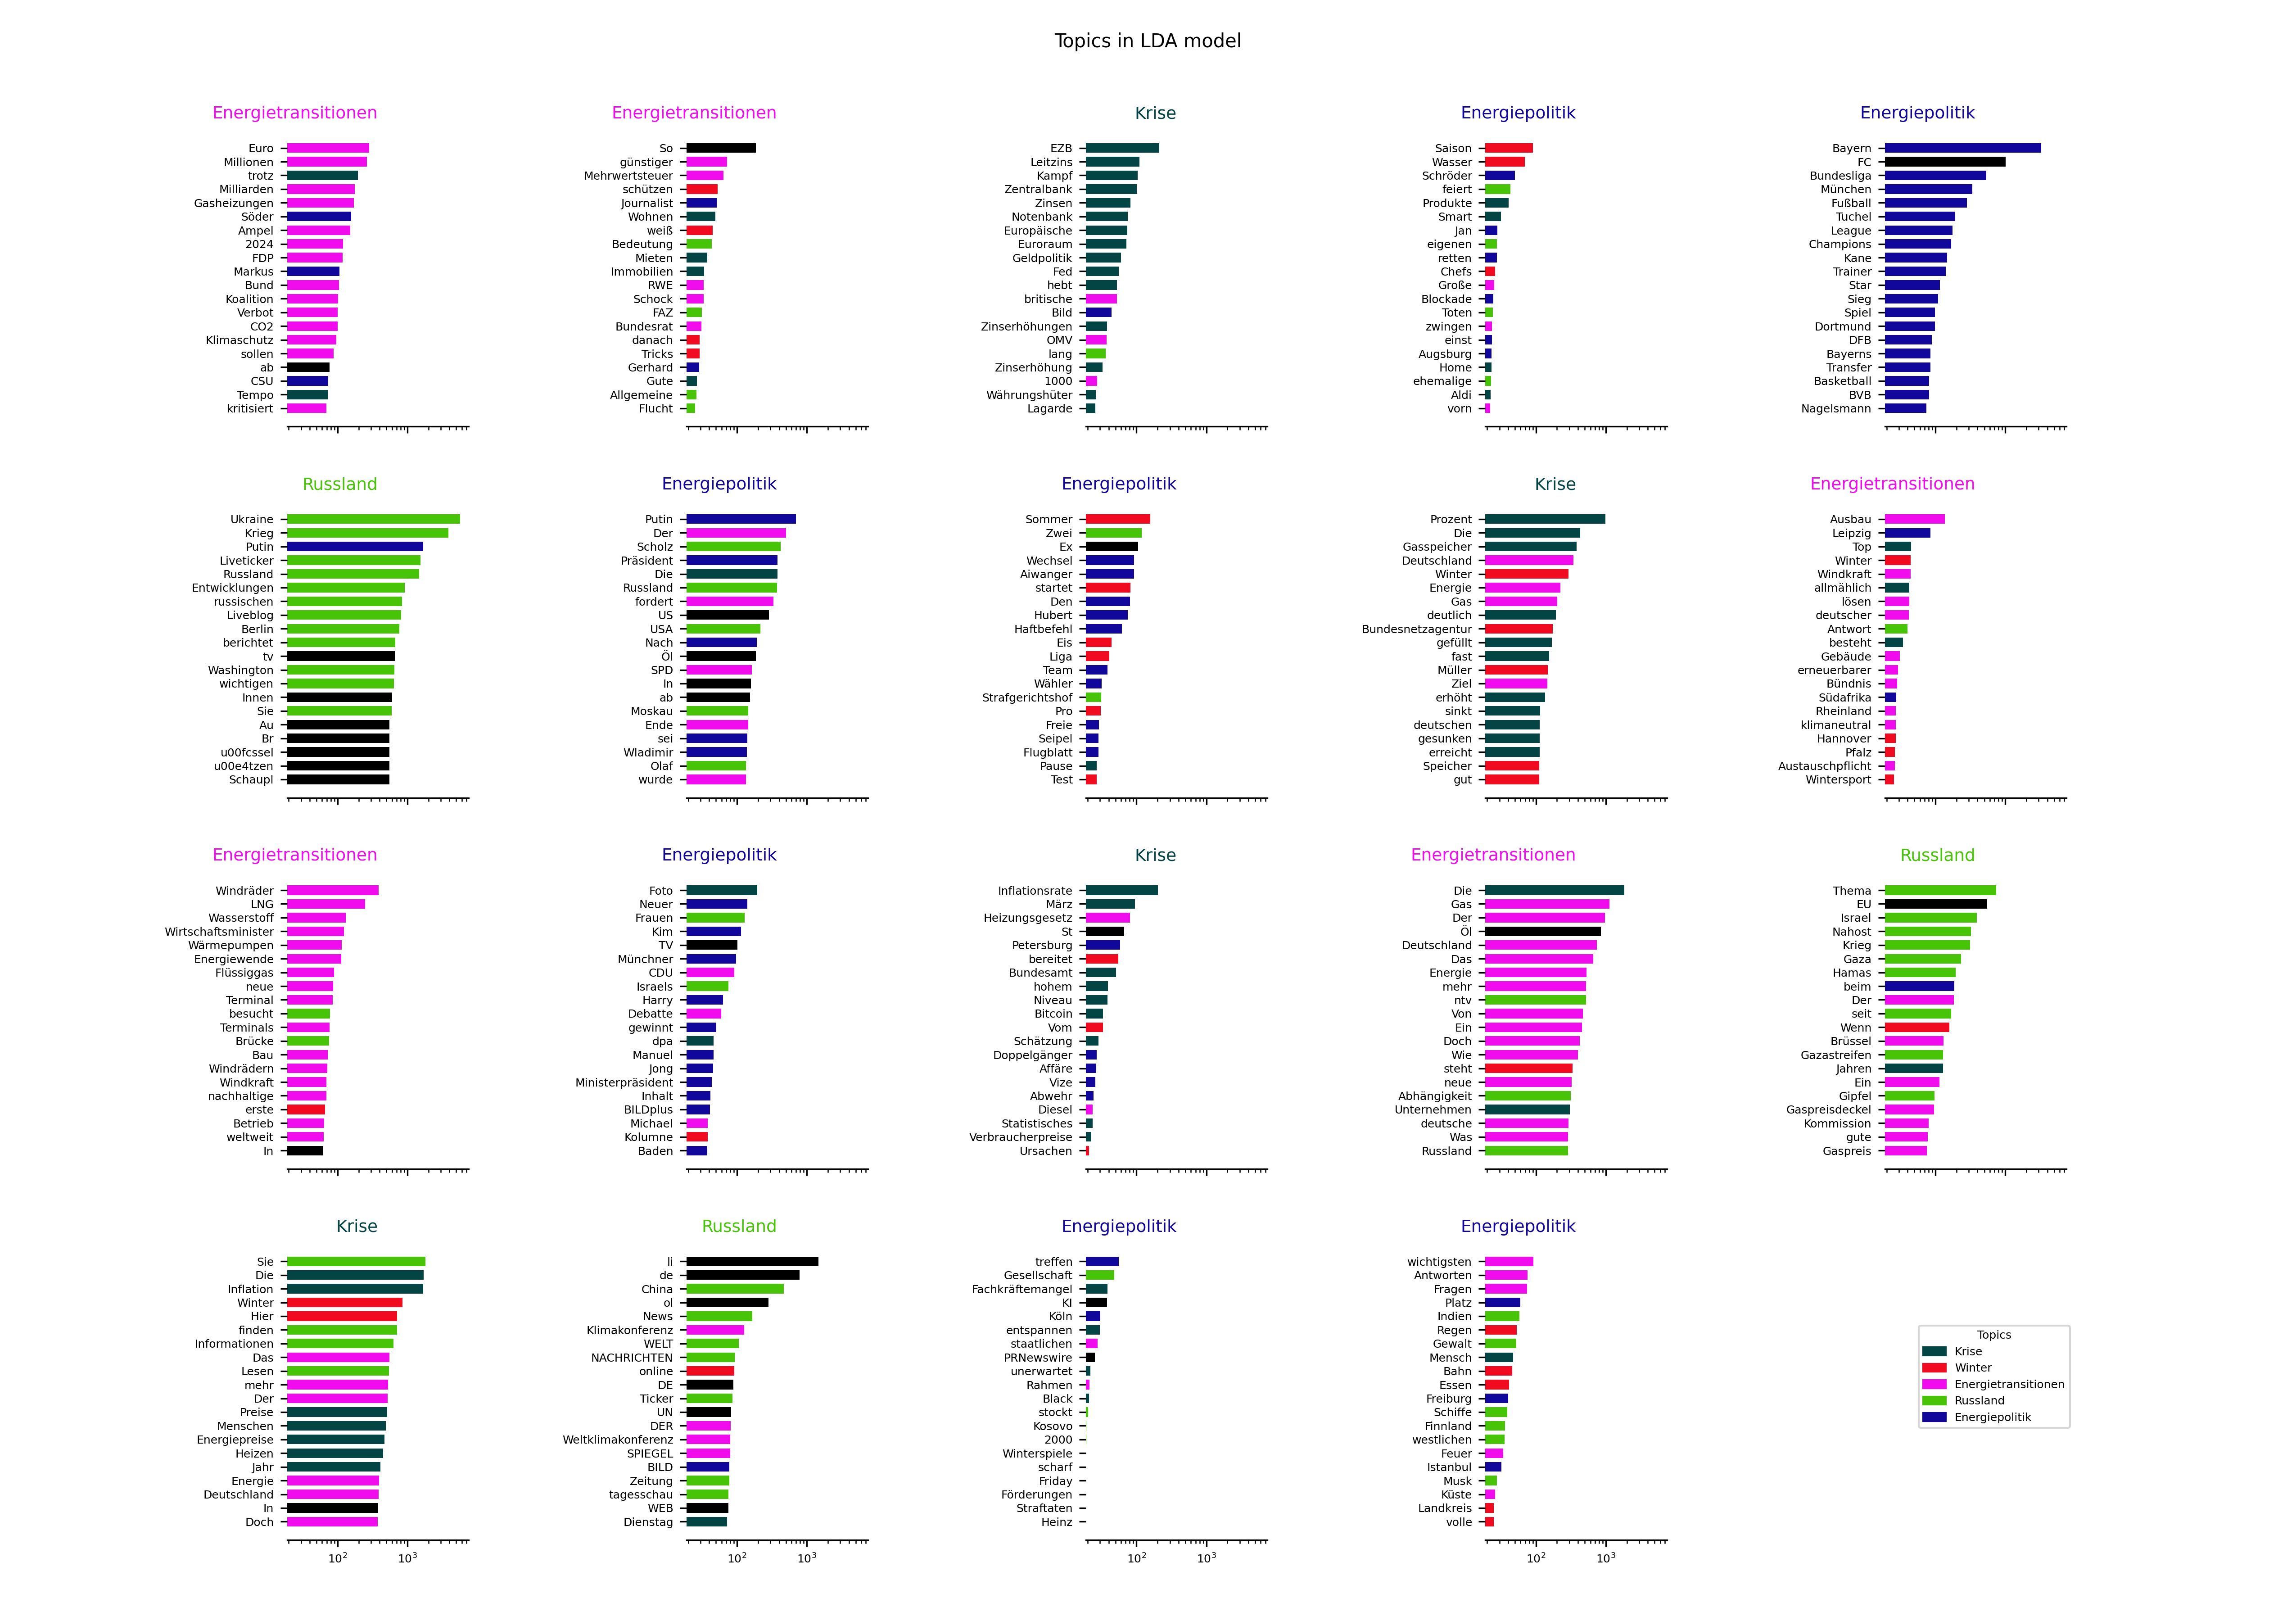 Topics in LDA model
Energietransitionen
Euro
Millionen
trotz
Milliarden
Gasheizungen
Söder
Ampel
2024
FDP
Markus
Bund
Koalition
Verbot
CO2
Klimaschutz
sollen
ab
CSU
Tempo
kritisiert
Energietransitionen
So
günstiger
Mehrwertsteuer
schützen
Journalist
Wohnen
weiß
Bedeutung
Mieten
Immobilien
RWE
Schock
FAZ
Bundesrat
danach
Tricks
Gerhard
Gute
Allgemeine
Flucht
Krise
EZB
Leitzins
Kampf
Zentralbank
Zinsen
Notenbank
Europäische
Euroraum
Geldpolitik
Fed
hebt
britische
Bild
Zinserhöhungen
OMV
lang
Zinserhöhung
1000
Währungshüter
Lagarde
Energiepolitik
Saison
Wasser
Schröder
feiert
Produkte
Smart
Jan
eigenen
retten
Chefs
Große
Blockade
Toten
zwingen
einst
Augsburg
Home
ehemalige
Aldi
vorn
Energiepolitik
Bayern
FC
Bundesliga
München
Fußball
Tuchel
League
Champions
Kane
Trainer
Star
Sieg
Spiel
Dortmund
DFB
Bayerns
Transfer
Basketball
BVB
Nagelsmann
Russland
Ukraine
Krieg
Putin
Liveticker
Russland
Entwicklungen
russischen
Liveblog
Berlin
berichtet
tv
Washington
wichtigen
Innen
Sie
Au
Br
u00fcssel
u00e4tzen
Schaupl
Energiepolitik
Putin
Der
Scholz
Präsident
Die
Russland
fordert
US
USA
Nach
Öl
SPD
In
ab
Moskau
Ende
sei
Wladimir
Olaf
wurde
Energiepolitik
Sommer
Zwei
Ex
Wechsel
Aiwanger
startet
Den
Hubert
Haftbefehl
Eis
Liga
Team
Wähler
Strafgerichtshof
Pro
Freie
Seipel
Flugblatt
Pause
Test
Krise
Prozent
Die
Gasspeicher
Deutschland
Winter
Energie
Gas
deutlich
Bundesnetzagentur
gefüllt
fast
Müller
Ziel
erhöht
sinkt
deutschen
gesunken
erreicht
Speicher
gut
Energietransitionen
Ausbau
Leipzig
Top
Winter
Windkraft
allmählich
lösen
deutscher
Antwort
besteht
Gebäude
erneuerbarer
Bündnis
Südafrika
Rheinland
klimaneutral
Hannover
Pfalz
Austauschpflicht
Wintersport
Energietransitionen
Windräder
LNG
Wasserstoff
Wirtschaftsminister
Wärmepumpen
Energiewende
Flüssiggas
neue
Terminal
besucht
Terminals
Brücke
Bau
Windrädern
Windkraft
nachhaltige
erste
Betrieb
weltweit
In
Energiepolitik
Foto
Neuer
Frauen
Kim
TV
Münchner
CDU
Israels
Harry
Debatte
gewinnt
dpa
Manuel
Jong
Ministerpräsident
Inhalt
BILDplus
Michael
Kolumne
Baden
Krise
Inflationsrate
März
Heizungsgesetz
St
Petersburg
bereitet
Bundesamt
hohem
Niveau
Bitcoin
Vom
Schätzung
Doppelgänger
Affäre
Vize
Abwehr
Diesel
Statistisches
Verbraucherpreise
Ursachen
Energietransitionen
Die
Gas
Der
Öl
Deutschland
Das
Energie
mehr
ntv
Von
Ein
Doch
Wie
steht
neue
Abhängigkeit
Unternehmen
deutsche
Was
Russland
Russland
Thema
EU
Israel
Nahost
Krieg
Gaza
Hamas
beim
Der
seit
Wenn
Brüssel
Gazastreifen
Jahren
Ein
Gipfel
Gaspreisdeckel
Kommission
gute
Gaspreis
Krise
Sie
Die
Inflation
Winter
Hier
finden
Informationen
Das
Lesen
mehr
Der
Preise
Menschen
Energiepreise
Heizen
Jahr
Energie
Deutschland
In
Doch
10² 10³
Russland
li
de
China
ol
News
Klimakonferenz
WELT
NACHRICHTEN
online
DE
Ticker
UN
DER
Weltklimakonferenz
SPIEGEL
BILD
Zeitung
tagesschau
WEB
Dienstag
10² 10³
Energiepolitik
treffen
Gesellschaft
Fachkräftemangel
KI
Köln
entspannen
staatlichen
PRNewswire
unerwartet
Rahmen
Black
stockt
Kosovo
2000
Winterspiele
scharf
Friday
Förderungen
Straftaten
Heinz
10² 10³
Energiepolitik
wichtigsten
Antworten
Fragen
Platz
Indien
Regen
Gewalt
Mensch
Bahn
Essen
Freiburg
Schiffe
Finnland
westlichen
Feuer
Istanbul
Musk
Küste
Landkreis
volle
10² 10³
Topics
Krise
Winter
Energietransitionen
Russland
Energiepolitik